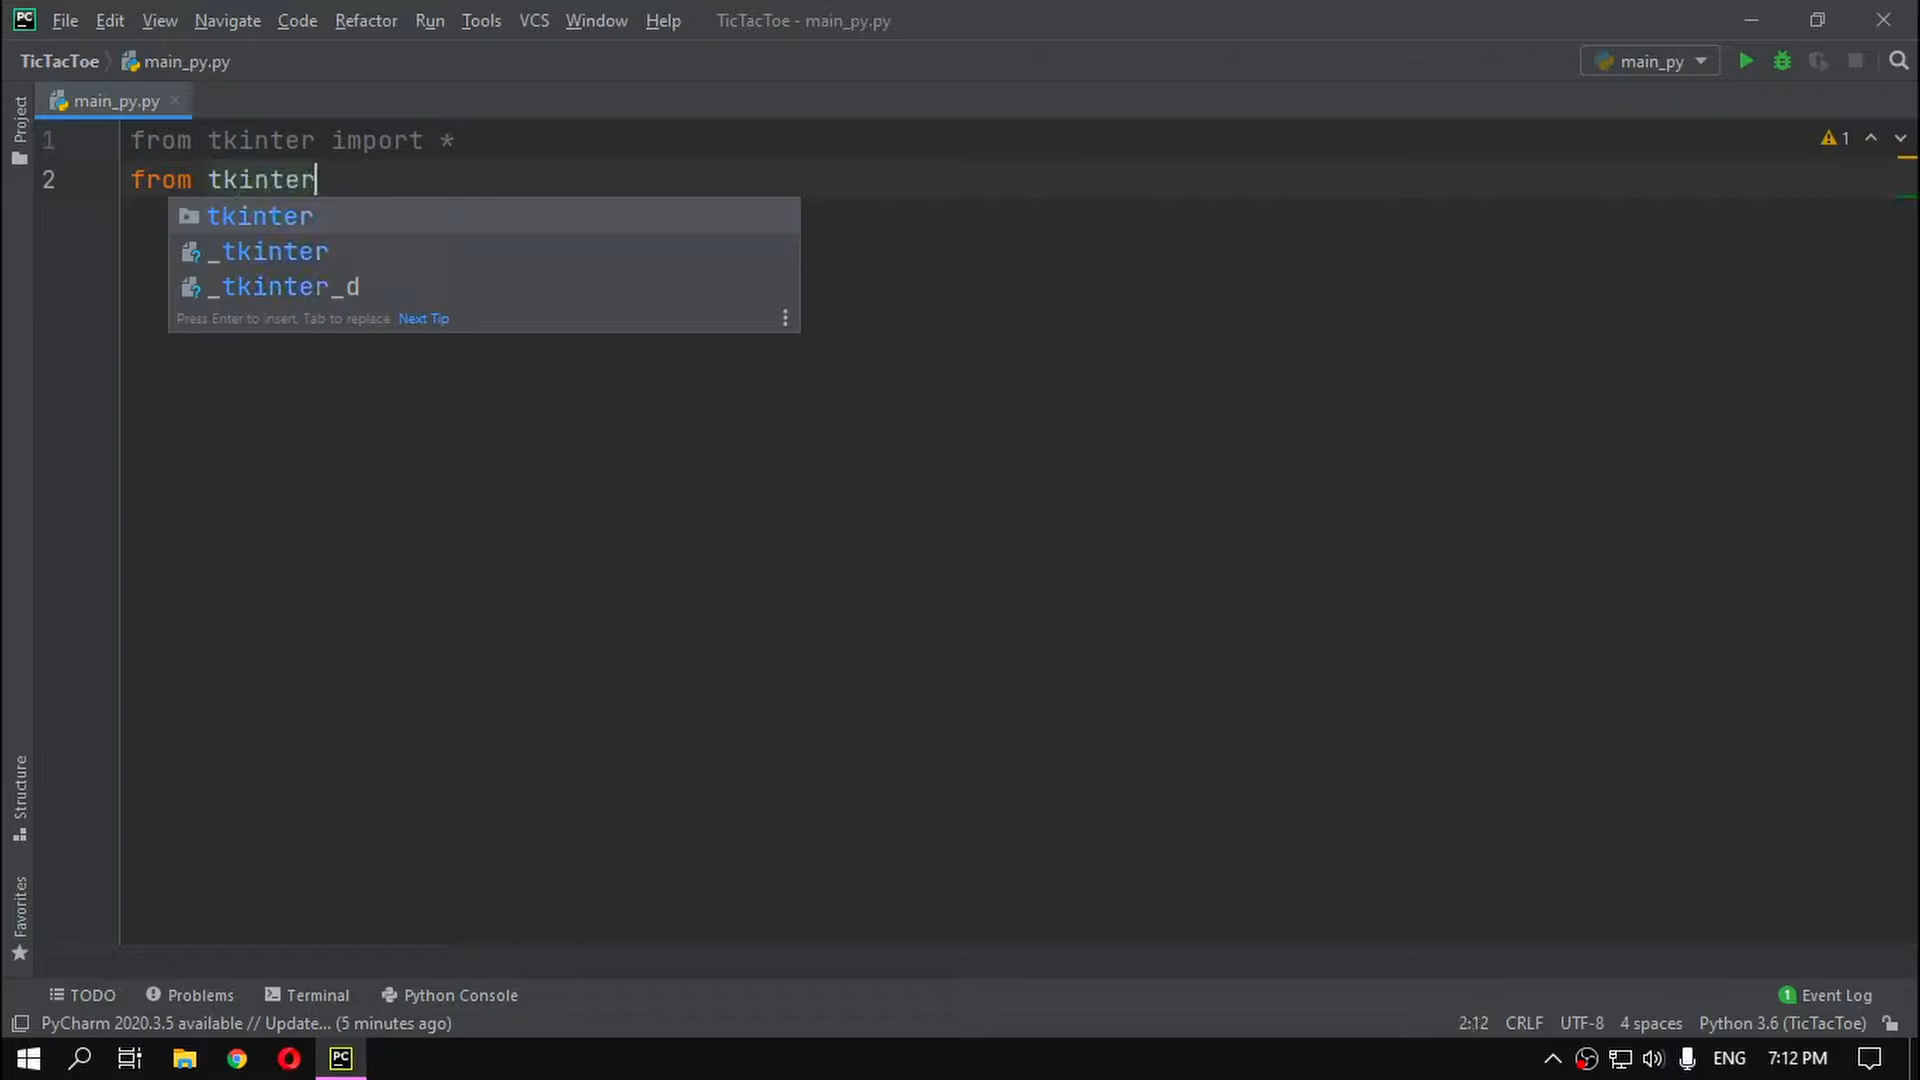 PC File Edit View Navigate Code Refactor Run Tools VCS Window Help TicTacToe - main_py.py
TicTacToe main_py.py main_py
main_py.py
Project
1 from tkinter import * 1
2 from tkinter
tkinter
_tkinter
_tkinter_d
Press Enter to insert, Tab to replace Next Tip
Structure
Favorites
TODO Problems Terminal Python Console 1 Event Log
PyCharm 2020.3.5 available // Update... (5 minutes ago) 2:12 CRLF UTF-8 4 spaces Python 3.6 (TicTacToe)
PC ENG 7:12 PM